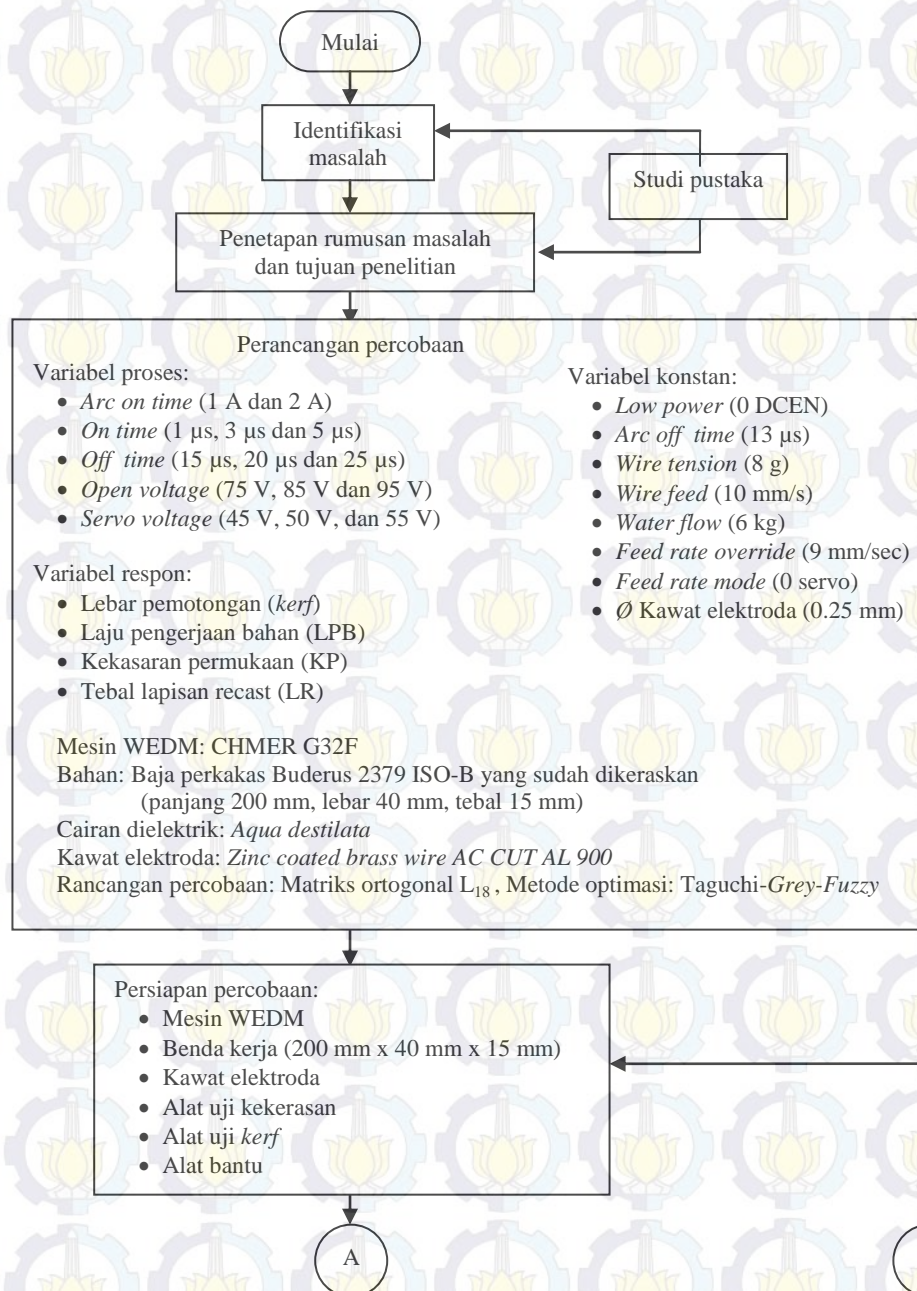 Mulai
Identifikasi
masalah
Studi pustaka
Penetapan rumusan masalah
dan tujuan penelitian
Perancangan percobaan
Variabel proses:
• Arc on time (1 A dan 2 A)
• On time (1 µs, 3 µs dan 5 µs)
• Off time (15 µs, 20 µs dan 25 µs)
• Open voltage (75 V, 85 V dan 95 V)
• Servo voltage (45 V, 50 V, dan 55 V)
Variabel respon:
• Lebar pemotongan (kerf)
• Laju pengerjaan bahan (LPB)
• Kekasaran permukaan (KP)
• Tebal lapisan recast (LR)
Variabel konstan:
• Low power (0 DCEN)
• Arc off time (13 µs)
• Wire tension (8 g)
• Wire feed (10 mm/s)
• Water flow (6 kg)
• Feed rate override (9 mm/sec)
• Feed rate mode (0 servo)
• Ø Kawat elektroda (0.25 mm)
Mesin WEDM: CHMER G32F
Bahan: Baja perkakas Buderus 2379 ISO-B yang sudah dikeraskan
(panjang 200 mm, lebar 40 mm, tebal 15 mm)
Cairan dielektrik: Aqua destilata
Kawat elektroda: Zinc coated brass wire AC CUT AL 900
Rancangan percobaan: Matriks ortogonal L18, Metode optimasi: Taguchi-Grey-Fuzzy
Persiapan percobaan:
• Mesin WEDM
• Benda kerja (200 mm x 40 mm x 15 mm)
• Kawat elektroda
• Alat uji kekerasan
• Alat uji kerf
• Alat bantu
A